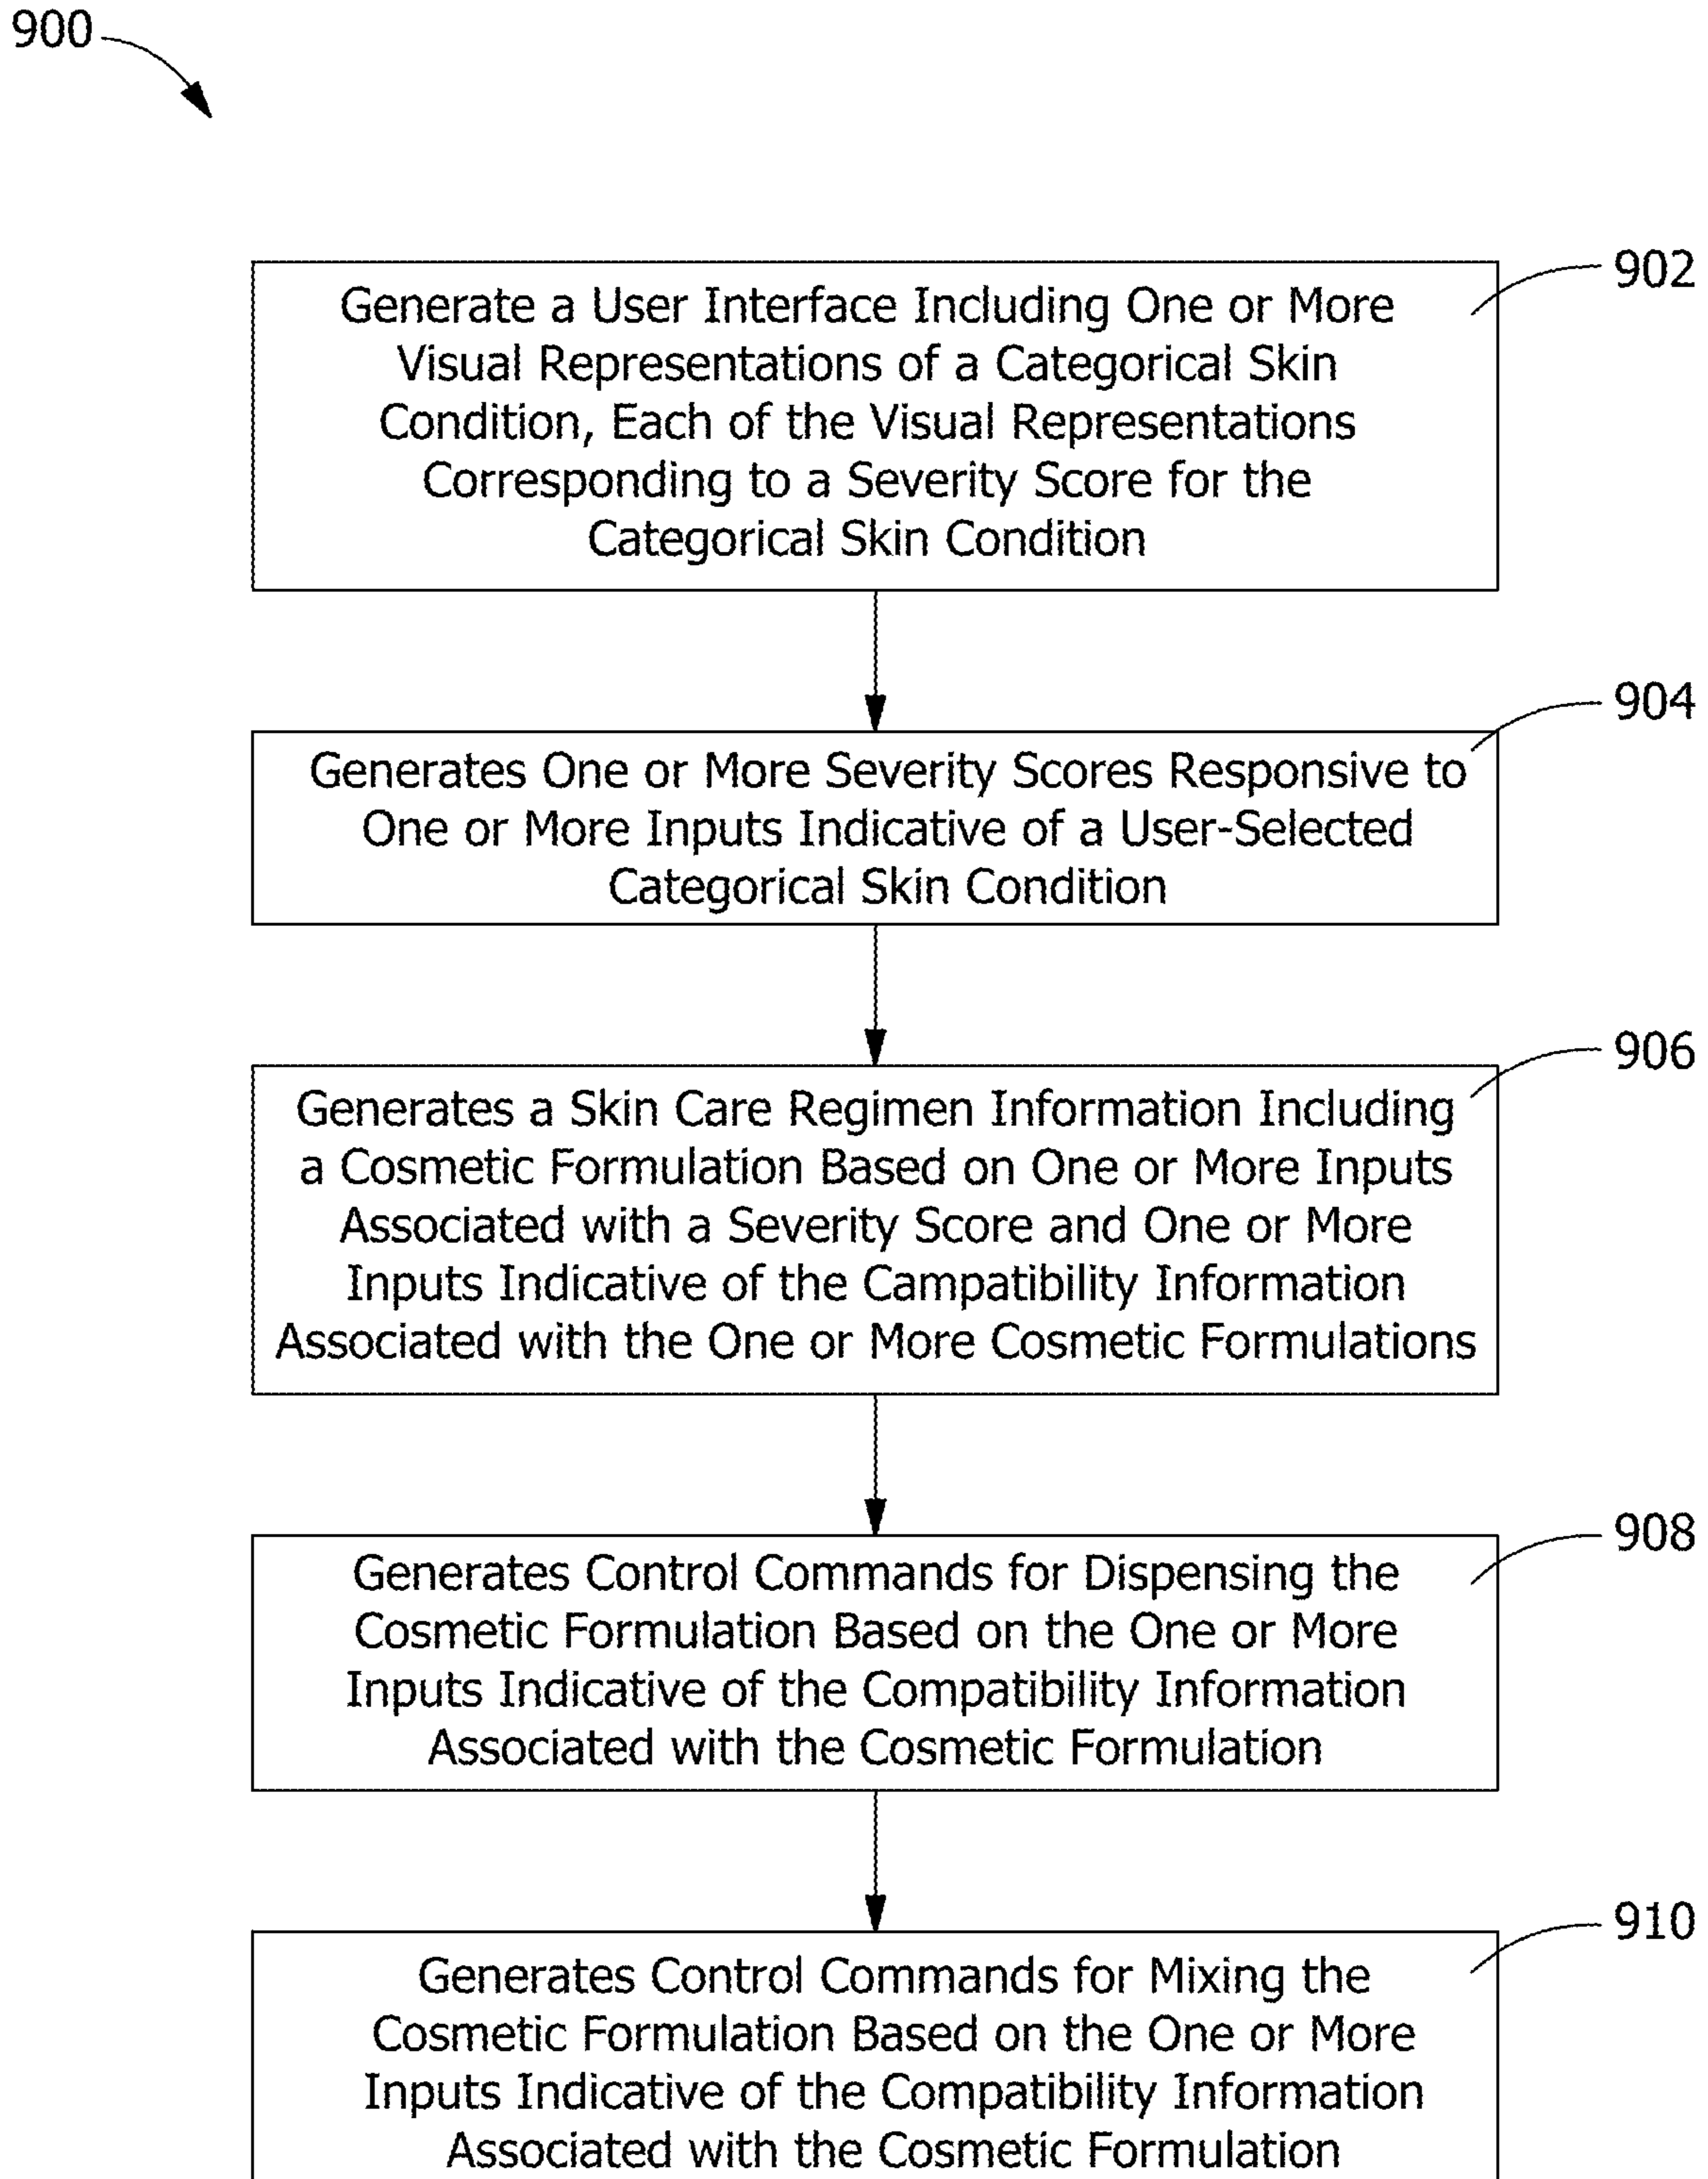 900
902
Generate a User Interface Including One or More
Visual Representations of a Categorical Skin
Condition, Each of the Visual Representations
Corresponding to a Severity Score for the
Categorical Skin Condition
904
Generates One or More Severity Scores Responsive to
One or More Inputs Indicative of a User-Selected
Categorical Skin Condition
906
Generates a Skin Care Regimen Information Including
a Cosmetic Formulation Based on One or More Inputs
Associated with a Severity Score and One or More
Inputs Indicative of the Campatibility Information
Associated with the One or More Cosmetic Formulations
908
Generates Control Commands for Dispensing the
Cosmetic Formulation Based on the One or More
Inputs Indicative of the Compatibility Information
Associated with the Cosmetic Formulation
910
Generates Control Commands for Mixing the
Cosmetic Formulation Based on the One or More
Inputs Indicative of the Compatibility Information
Associated with the Cosmetic Formulation